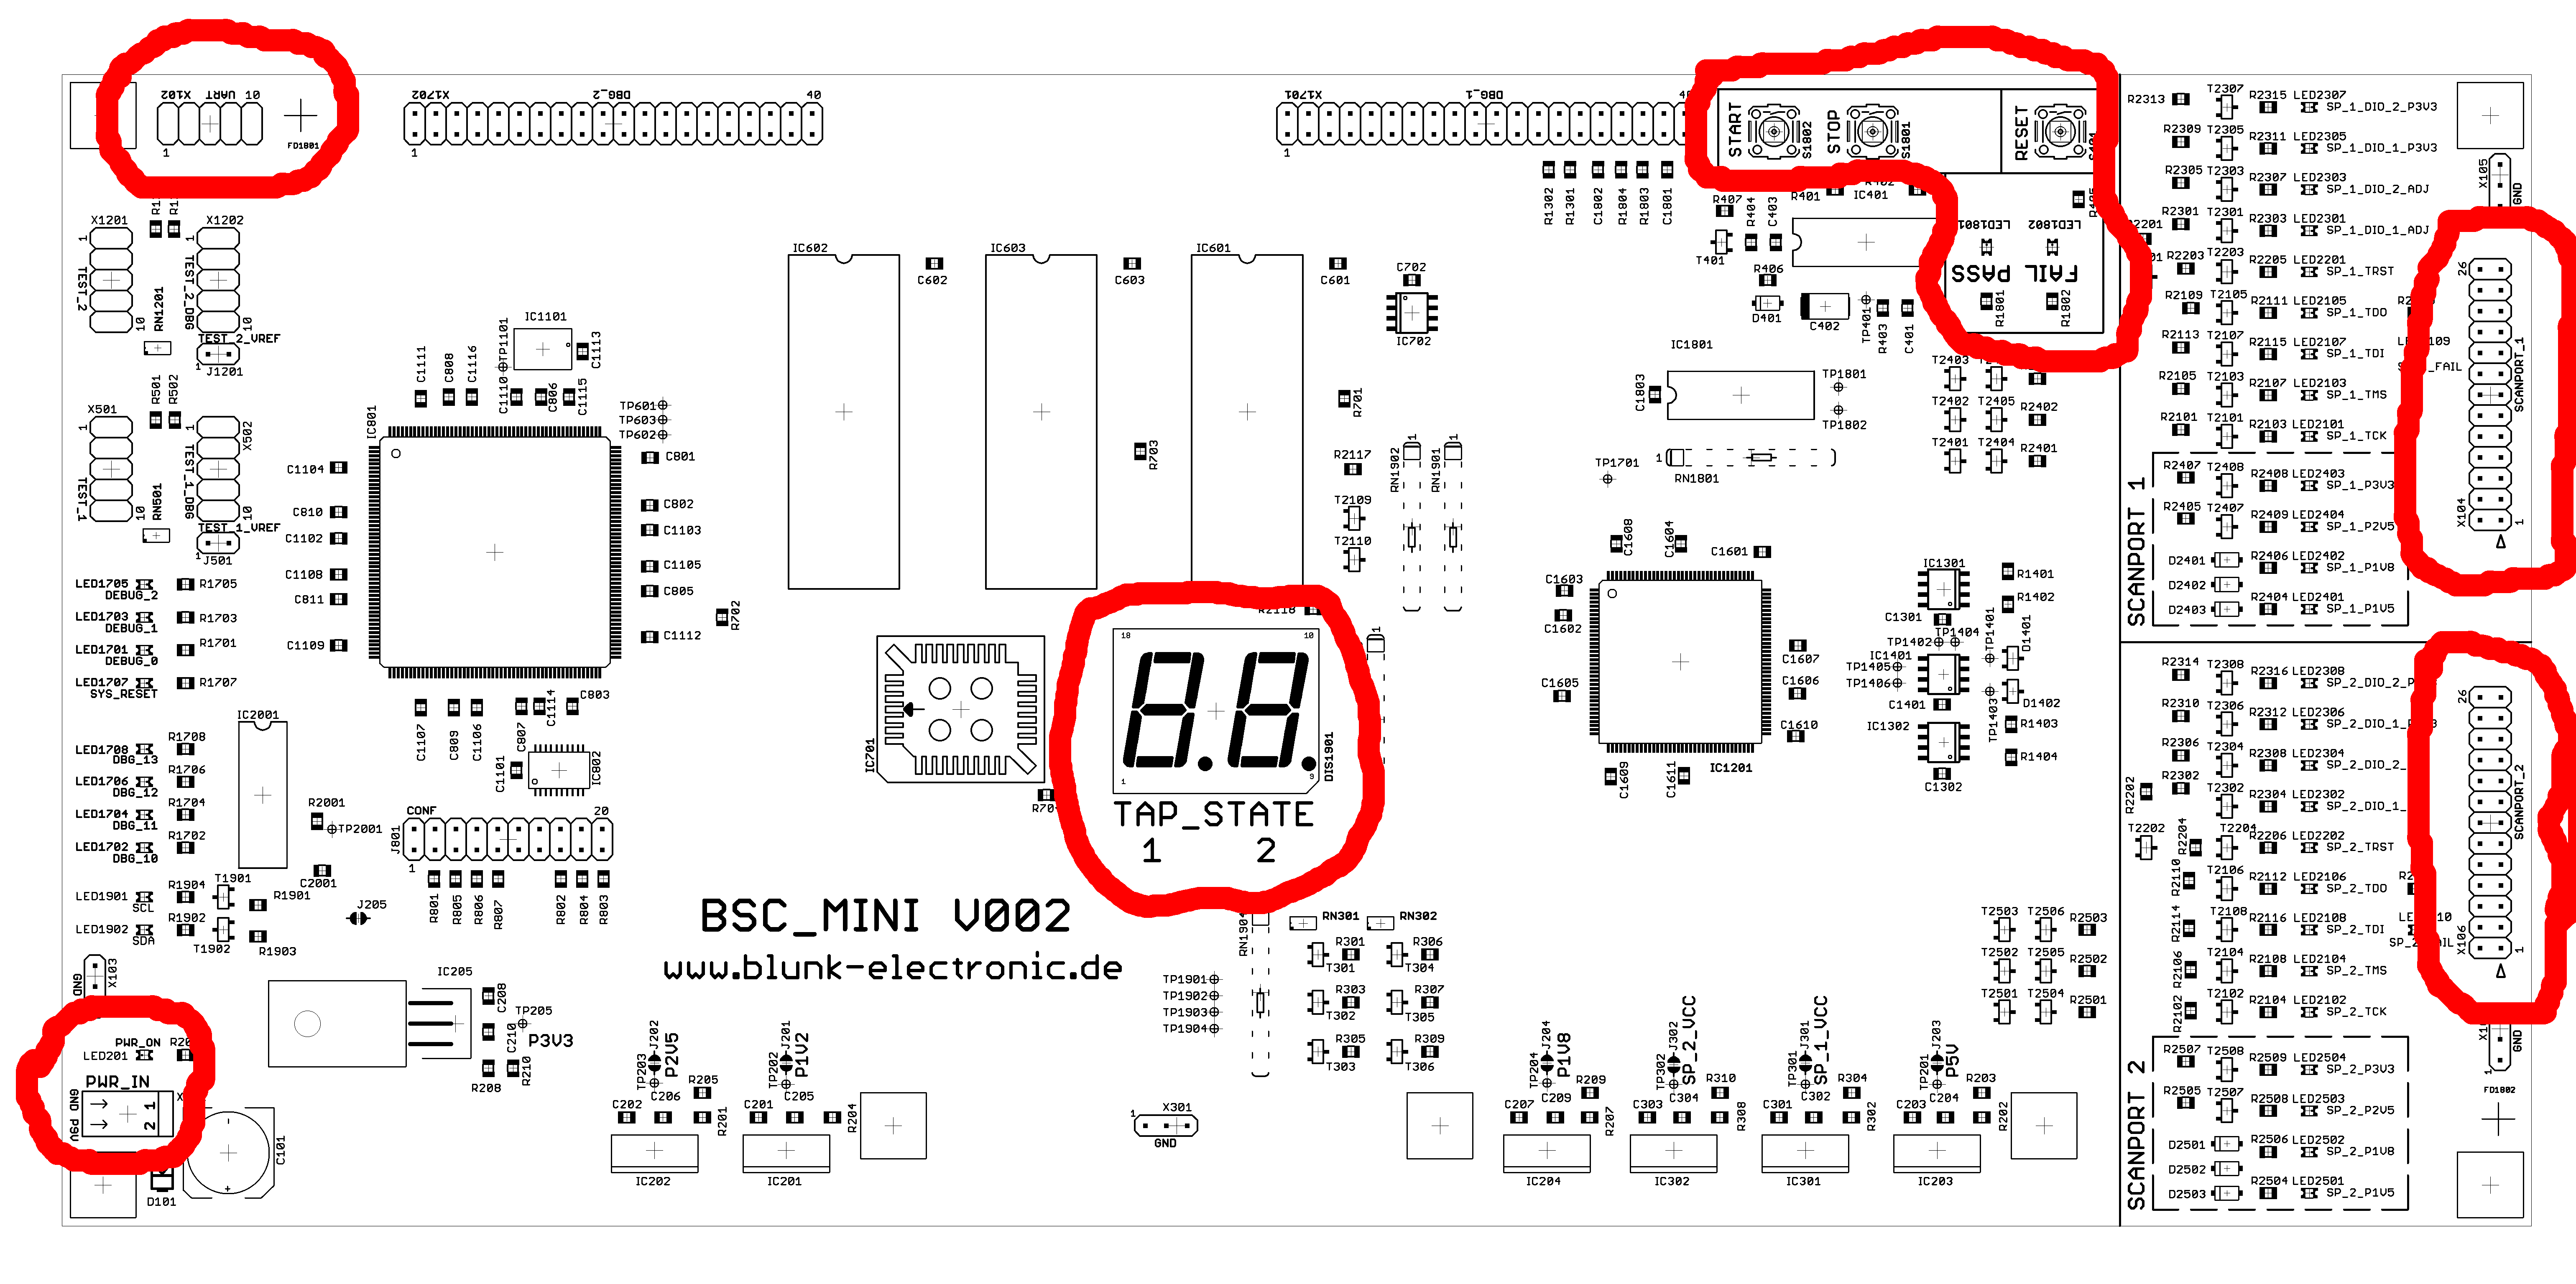 X102 UART 10
1
FD1801
X1702 DBG_2 40
1
X1701 DBG_1
1
START
S1802
STOP
S1801
RESET
R1302
R1301
C1802
R1804
R1803
C1801
R407
R404
C403
R401
IC401
T401
R406
D401
C402
TP401
R403
C401
LED1801
LED1802
PASS
FAIL
R1801
R1802
X1201
X1202
1
1
TEST_2
TEST_2_DBG
10
10
RN1201
TEST_2_VREF
1
J1201
R501
R502
X501
X502
1
1
TEST_1
TEST_1_DBG
10
10
RN501
TEST_1_VREF
1
J501
LED1705 R1705
DEBUG_2
LED1703 R1703
DEBUG_1
LED1701 R1701
DEBUG_0
LED1707 R1707
SYS_RESET
LED1708 R1708
DBG_13
LED1706 R1706
DBG_12
LED1704 R1704
DBG_11
LED1702 R1702
DBG_10
LED1901 R1904
SCL
LED1902 R1902
SDA
T1901
R1901
T1902
R1903
IC2001
R2001
TP2001
C2001
J205
X103
GND
IC1101
TP1101
C1113
C1111
C808
C1116
C1110
C806
C1115
TP601
TP603
TP602
IC801
C1104
C810
C1102
C1108
C811
C1109
C801
C802
C1103
C1105
C805
C1112
R702
C1107
C809
C1106
C807
C1114
C803
C1101
IC802
CONF 20
J801
1
R801
R805
R806
R807
R802
R804
R803
IC602
C602
IC603
C603
IC601
C601
C702
IC702
R701
R703
R2117
T2109
T2110
RN1902
1
RN1901
1
IC701
18 10
1 9
DIS1901
TAP_STATE
1 2
1
IC1801
C1803
TP1801
TP1802
1
RN1801
TP1701
T2403
T2402 T2405 R2402
T2401 T2404 R2401
C1608
C1604
C1601
C1603
C1602
C1605
C1607
C1606
C1610
C1609
C1611
IC1201
IC1301
R1401
R1402
C1301
TP1402 TP1404
TP1401
D1401
IC1401
TP1405
TP1406
C1401
TP1403
D1402
IC1302
R1403
R1404
C1302
BSC_MINI V002
www.blunk-electronic.de
RN1904
RN301
RN302
R301
T301
R303
T302
R305
T303
R306
T304
R307
T305
R309
T306
TP1901
TP1902
TP1903
TP1904
T2503 T2506 R2503
T2502 T2505 R2502
T2501 T2504 R2501
PWR_ON
LED201
PWR_IN
GND P9V
1
2
D101
C101
IC205
C208
TP205
C210
P3V3
R208
R210
TP203
J202
P2V5
C202
C206
R205
R201
IC202
TP202
J201
P1V2
C201
C205
R204
IC201
1
X301
GND
TP204
J204
P1V8
C207
C209
R209
R207
IC204
TP302
J302
SP_2_VCC
C303
C304
R310
R308
IC302
TP301
J301
SP_1_VCC
C301
C302
R304
R302
IC301
TP201
J203
P5V
C203
C204
R203
R202
IC203
R2313 T2307 R2315 LED2307 SP_1_DIO_2_P3V3
R2309 T2305 R2311 LED2305 SP_1_DIO_1_P3V3
R2305 T2303 R2307 LED2303 SP_1_DIO_2_ADJ
R2301 T2301 R2303 LED2301 SP_1_DIO_1_ADJ
R2203 T2203 R2205 LED2201 SP_1_TRST
R2109 T2105 R2111 LED2105 SP_1_TDO
R2113 T2107 R2115 LED2107 SP_1_TDI
R2105 T2103 R2107 LED2103 SP_1_TMS
R2101 T2101 R2103 LED2101 SP_1_TCK
R2407 T2408 R2408 LED2403 SP_1_P3V3
R2405 T2407 R2409 LED2404 SP_1_P2V5
D2401 R2406 LED2402 SP_1_P1V8
D2402
D2403 R2404 LED2401 SP_1_P1V5
SCANPORT 1
X105
GND
26
SCANPORT_1
X104
1
R2314 T2308 R2316 LED2308
R2310 T2306 R2312 LED2306
R2306 T2304 R2308 LED2304
R2302 T2302 R2304 LED2302
R2202
T2202 R2204 T2204 R2206 LED2202 SP_2_TRST
R2110 T2106 R2112 LED2106 SP_2_TDO
R2114 T2108 R2116 LED2108 SP_2_TDI
R2106 T2104 R2108 LED2104 SP_2_TMS
R2102 T2102 R2104 LED2102 SP_2_TCK
26
SCANPORT_2
X106
1
GND
1
FD1802
R2507 T2508 R2509 LED2504 SP_2_P3V3
R2505 T2507 R2508 LED2503 SP_2_P2V5
D2501 R2506 LED2502 SP_2_P1V8
D2502
D2503 R2504 LED2501 SP_2_P1V5
SCANPORT 2